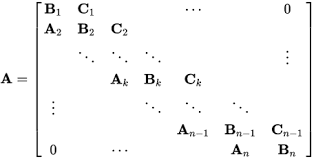 B₁ C₁ ⋯ 0
A₂ B₂ C₂
⋱ ⋱ ⋱ ⋮
A = Aₖ Bₖ Cₖ
⋮ ⋱ ⋱ ⋱
Aₙ₋₁ Bₙ₋₁ Cₙ₋₁
0 ⋯ Aₙ Bₙ